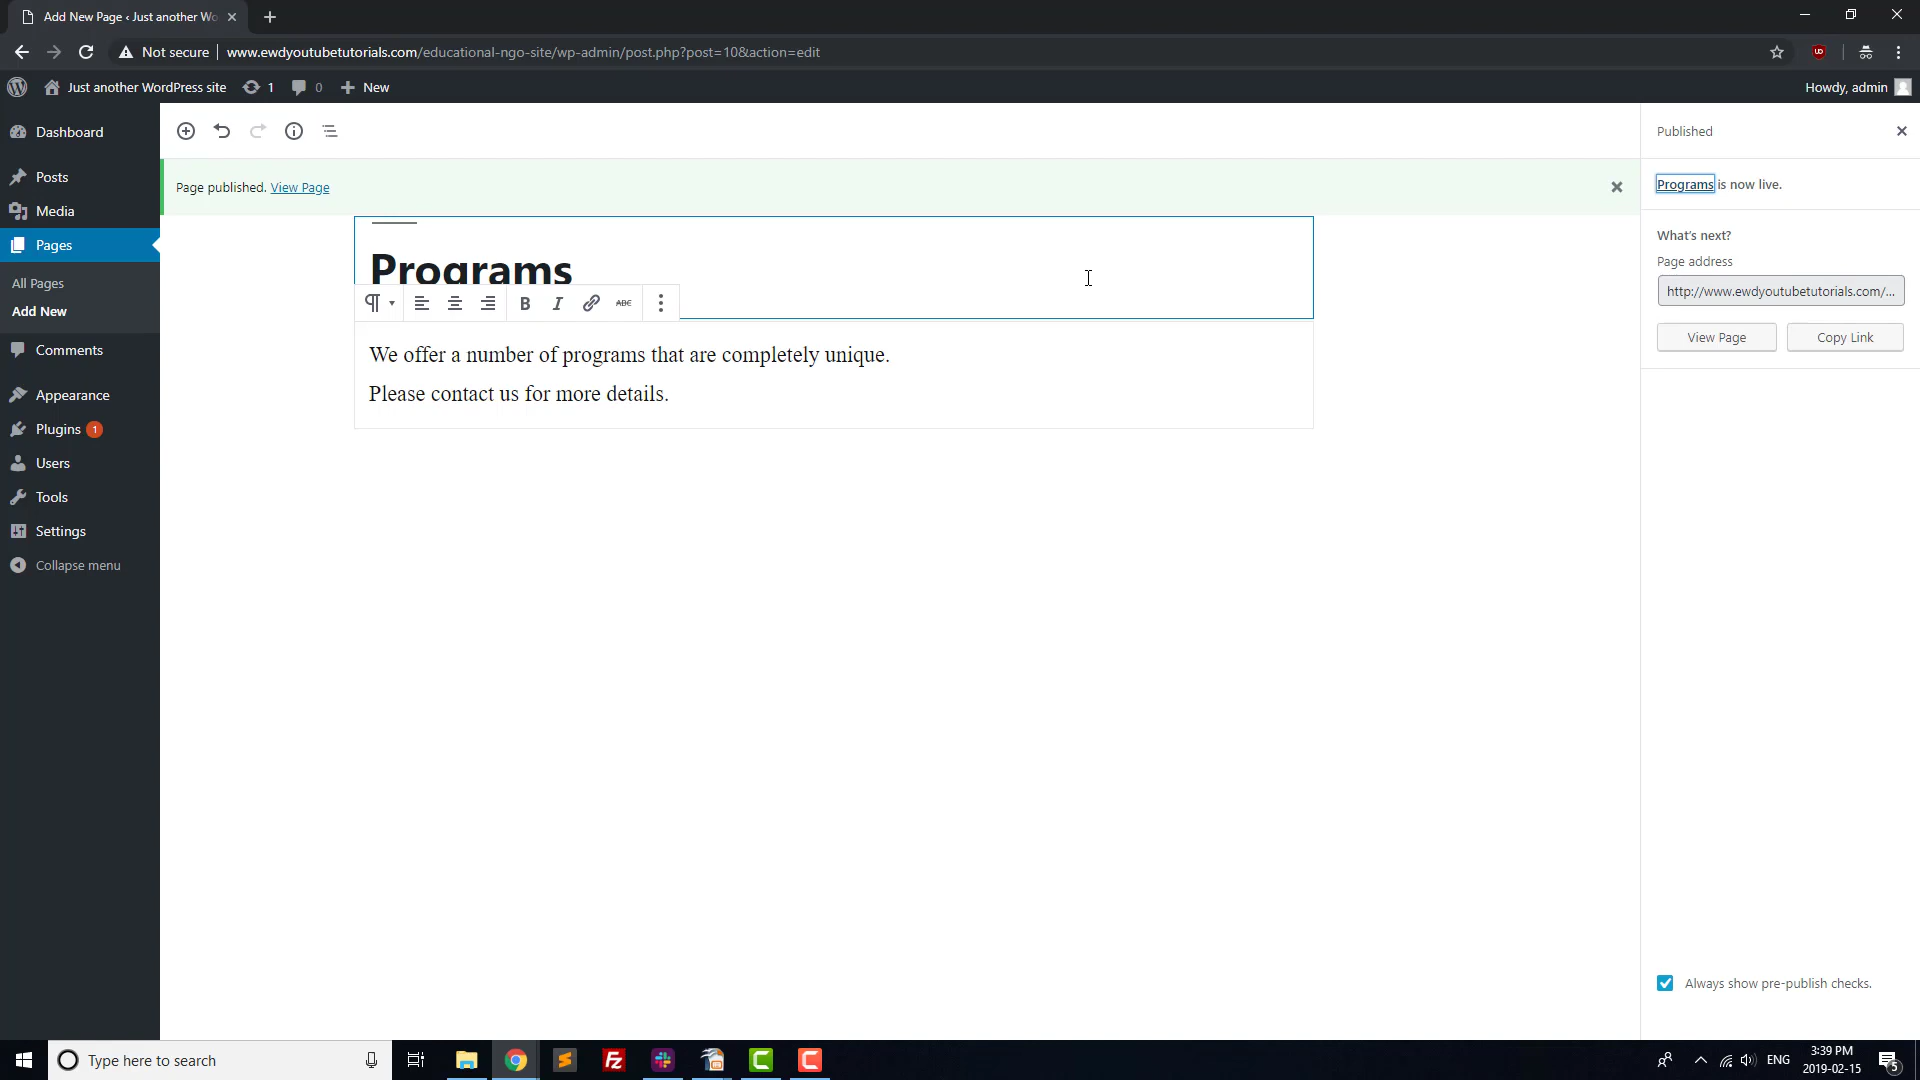 Add New Page ‹ Just another Wo
Not secure www.ewdyoutubetutorials.com/educational-ngo-site/wp-admin/post.php?post=10&action=edit
Just another WordPress site 1 0 New Howdy, admin
Dashboard
Posts
Media
Pages
All Pages
Add New
Comments
Appearance
Plugins 1
Users
Tools
Settings
Collapse menu
Page published. View Page
Programs
B I ABC
We offer a number of programs that are completely unique.
Please contact us for more details.
Published
Programs is now live.
What's next?
Page address
http://www.ewdyoutubetutorials.com/...
View Page Copy Link
Always show pre-publish checks.
Type here to search
ENG
3:39 PM
2019-02-15
5